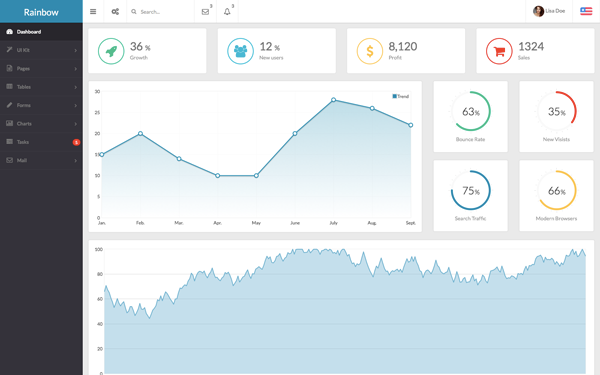 Rainbow
Search...
3
3
Lisa Doe
Dashboard
UI Kit
Pages
Tables
Forms
Charts
Tasks
5
Mail
36 %
Growth
12 %
New users
8,120
Profit
1324
Sales
Trend
30
25
20
15
10
5
0
Jan.
Feb.
Mar.
Apr.
May
June
July
Aug.
Sept.
63%
Bounce Rate
35%
New Visists
75%
Search Traffic
66%
Modern Browsers
100
80
60
40
20
0